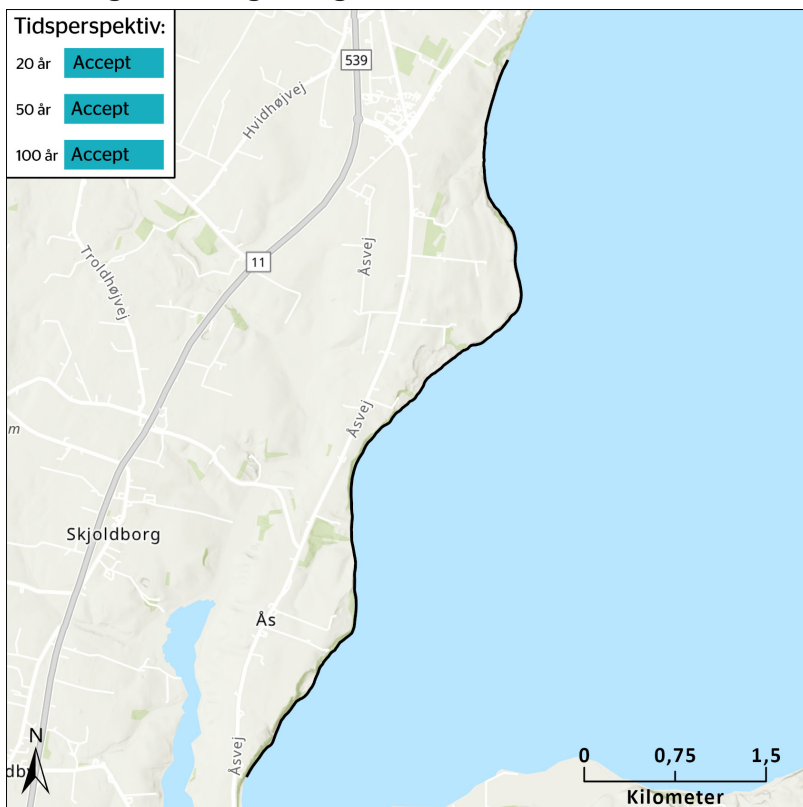 Tidsperspektiv:
20 år Accept
50 år Accept
100 år Accept
539
Hvidhøjvej
11
Åsvej
Troldhøjvej
Åsvej
m
Skjoldborg
Ås
Åsvej
N
dby
0 0,75 1,5
Kilometer